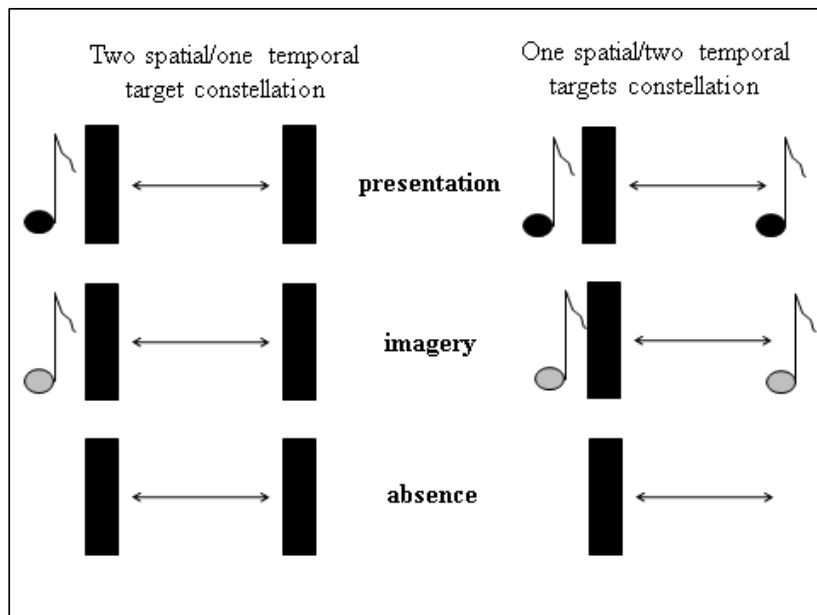 Two spatial/one temporal
target constellation
One spatial/two temporal
targets constellation
presentation
imagery
absence